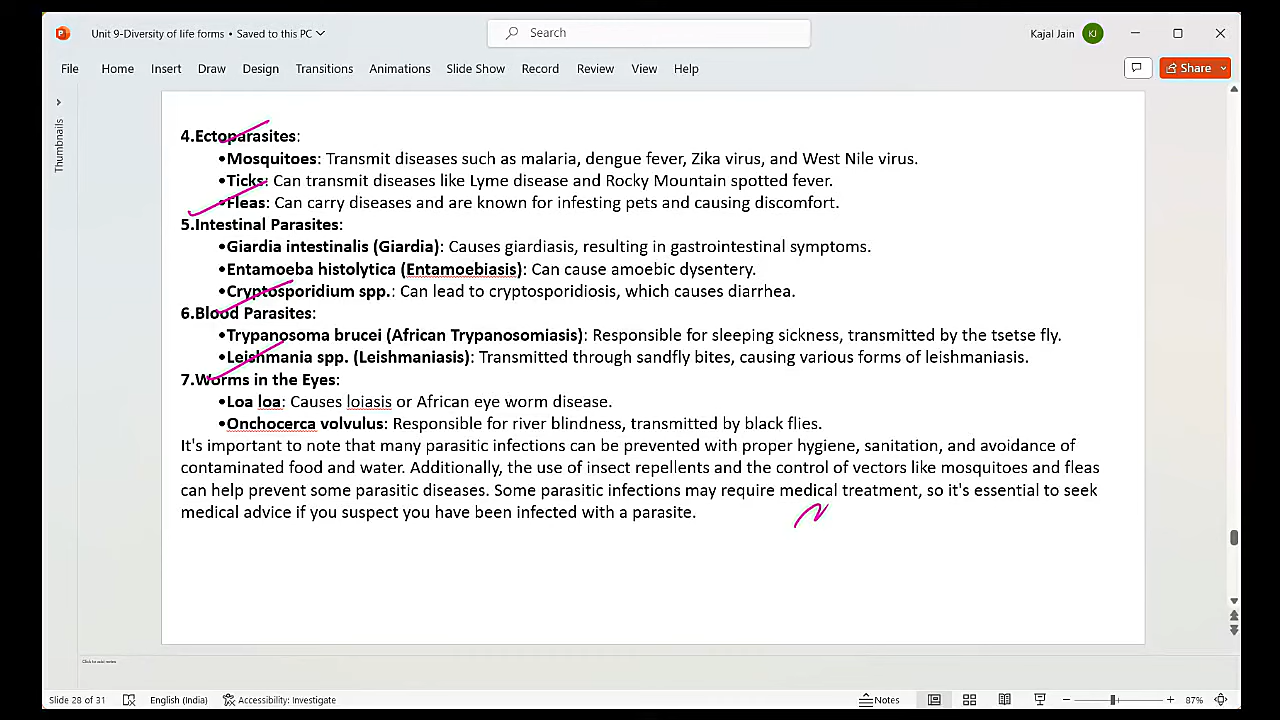 Unit 9-Diversity of life forms • Saved to this PC
Search
Kajal Jain KJ
File Home Insert Draw Design Transitions Animations Slide Show Record Review View Help
Share
Thumbnails
4.Ectoparasites:
•Mosquitoes: Transmit diseases such as malaria, dengue fever, Zika virus, and West Nile virus.
•Ticks: Can transmit diseases like Lyme disease and Rocky Mountain spotted fever.
•Fleas: Can carry diseases and are known for infesting pets and causing discomfort.
5.Intestinal Parasites:
•Giardia intestinalis (Giardia): Causes giardiasis, resulting in gastrointestinal symptoms.
•Entamoeba histolytica (Entamoebiasis): Can cause amoebic dysentery.
•Cryptosporidium spp.: Can lead to cryptosporidiosis, which causes diarrhea.
6.Blood Parasites:
•Trypanosoma brucei (African Trypanosomiasis): Responsible for sleeping sickness, transmitted by the tsetse fly.
•Leishmania spp. (Leishmaniasis): Transmitted through sandfly bites, causing various forms of leishmaniasis.
7.Worms in the Eyes:
•Loa loa: Causes loiasis or African eye worm disease.
•Onchocerca volvulus: Responsible for river blindness, transmitted by black flies.
It's important to note that many parasitic infections can be prevented with proper hygiene, sanitation, and avoidance of
contaminated food and water. Additionally, the use of insect repellents and the control of vectors like mosquitoes and fleas
can help prevent some parasitic diseases. Some parasitic infections may require medical treatment, so it's essential to seek
medical advice if you suspect you have been infected with a parasite.
Click to add notes
Slide 28 of 31 English (India) Accessibility: Investigate Notes 87%